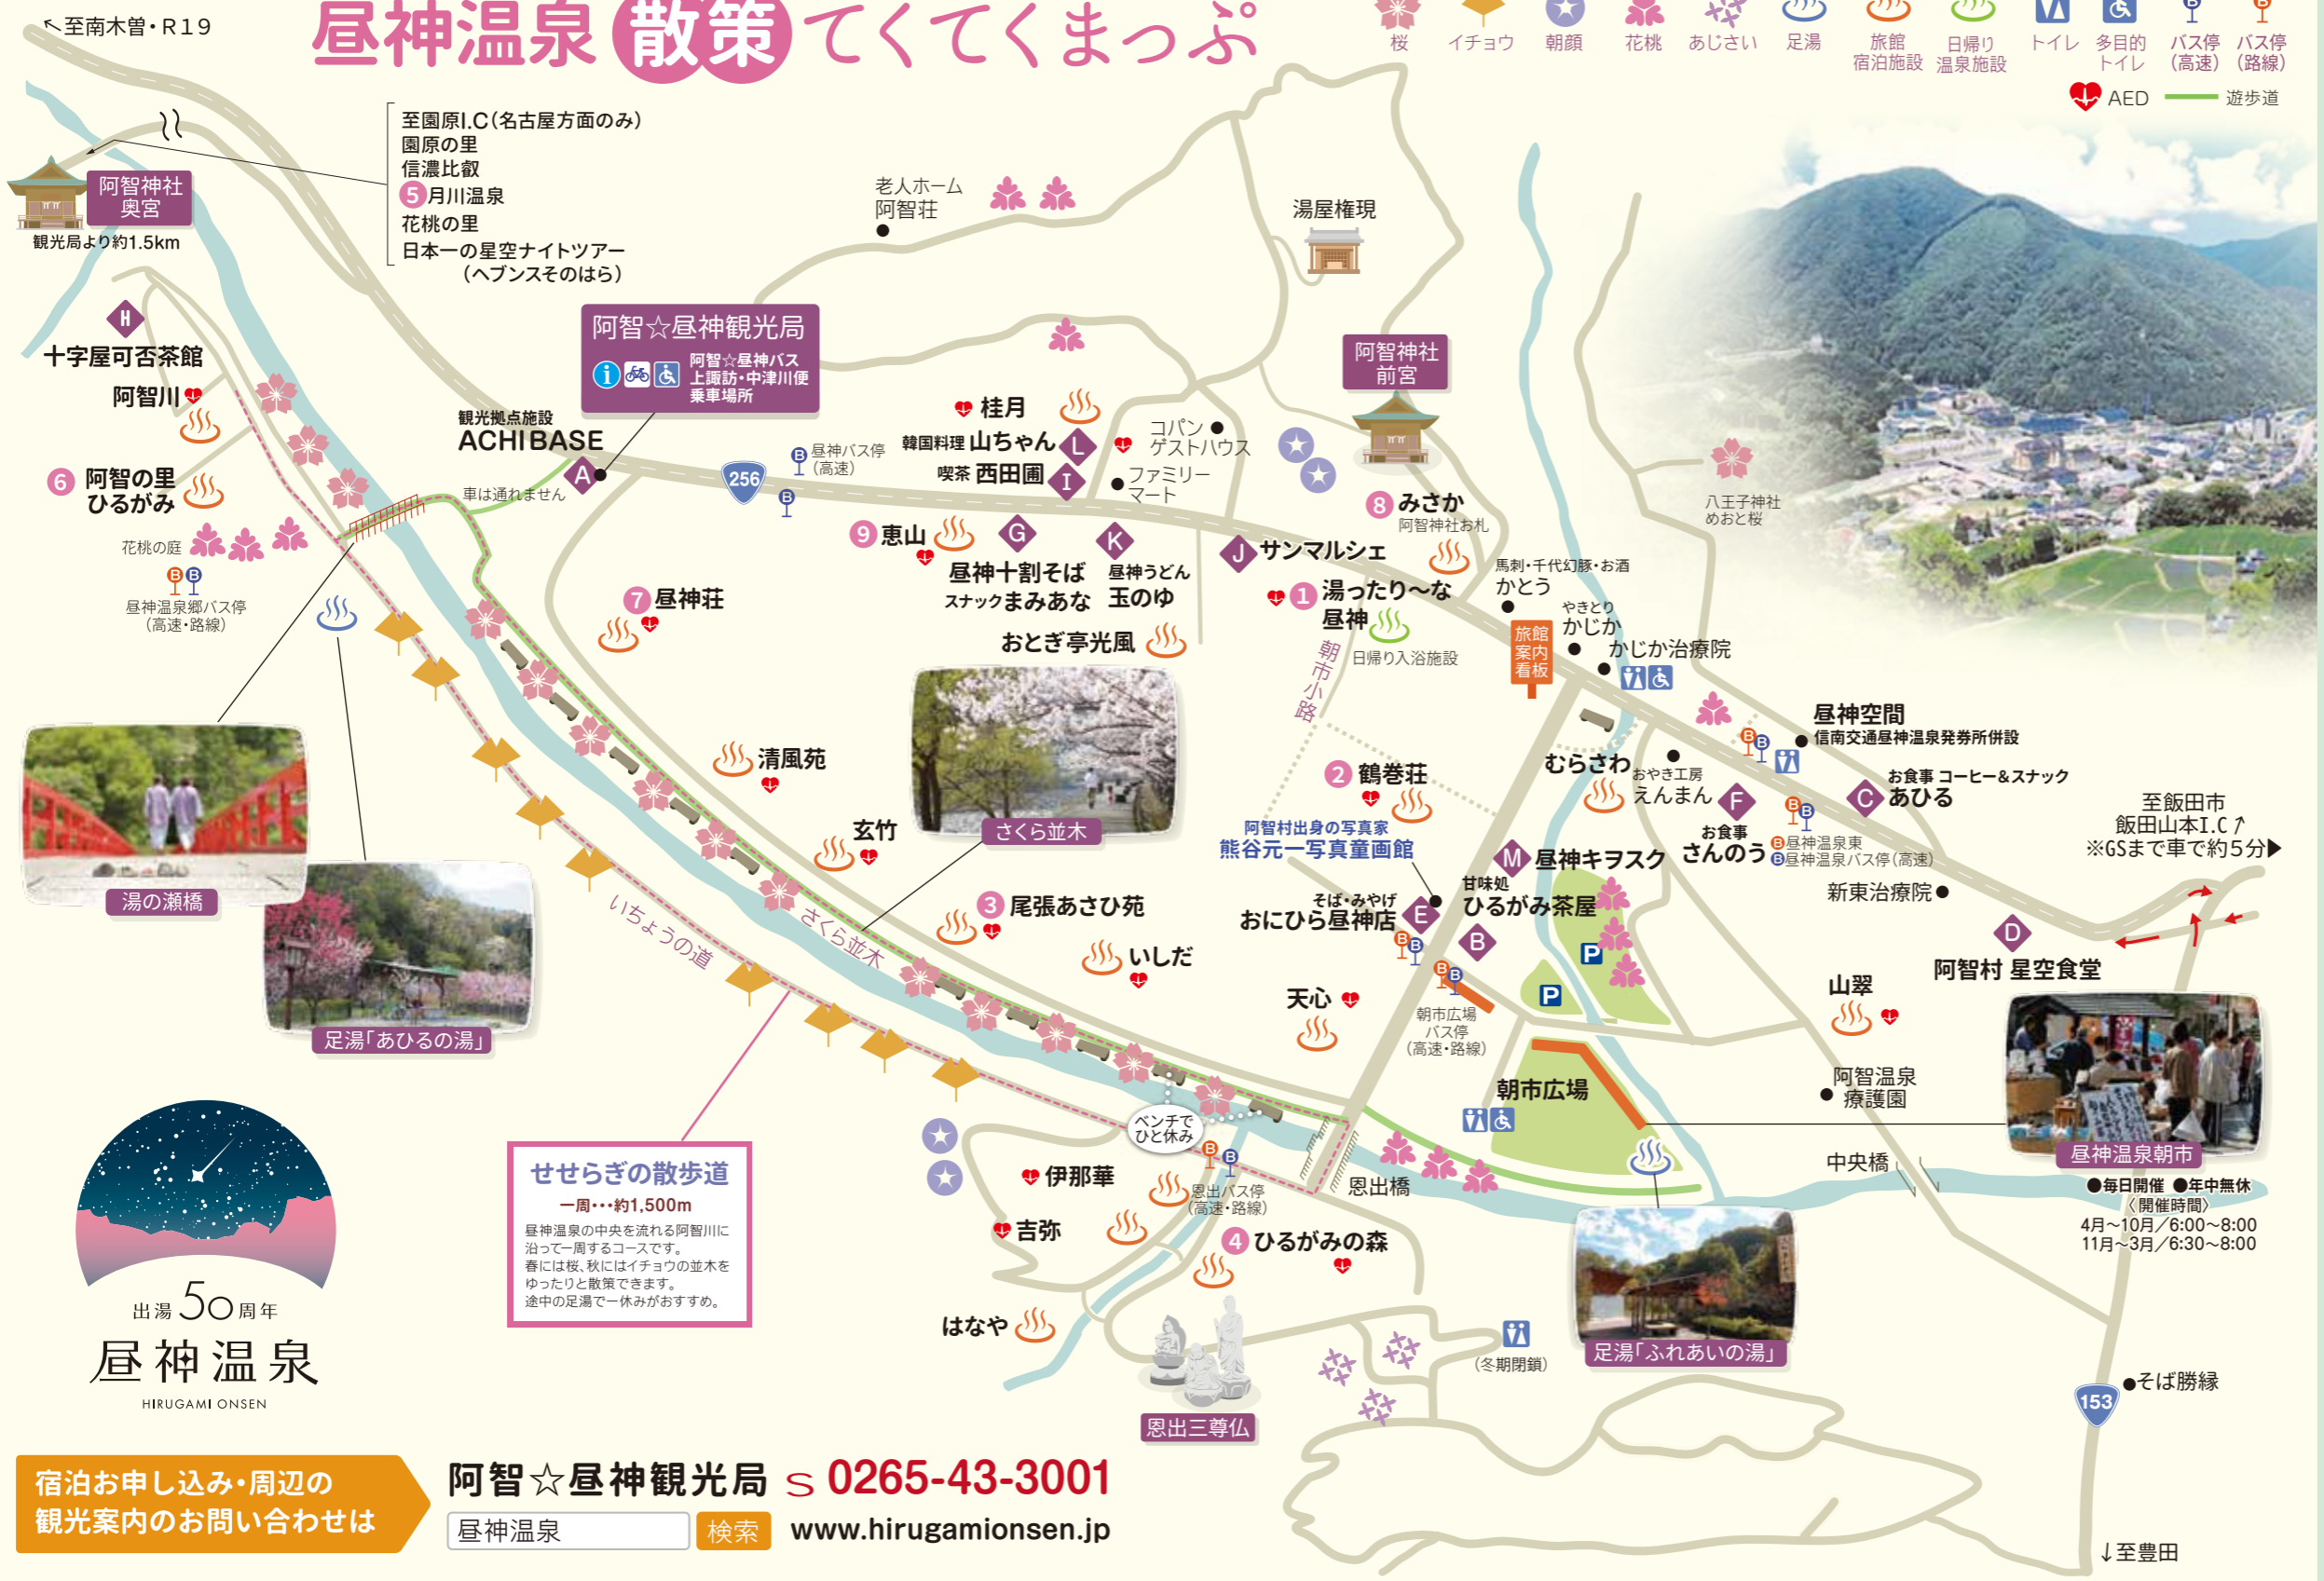 ↖至南木曽・R19
昼神温泉 散策 てくてくまっぷ
桜
イチョウ
朝顔
花桃
あじさい
足湯
旅館
宿泊施設
日帰り
温泉施設
トイレ
多目的
トイレ
バス停
(高速)
バス停
(路線)
AED
遊歩道
至園原I.C(名古屋方面のみ)
園原の里
信濃比叡
5 月川温泉
花桃の里
日本一の星空ナイトツアー
(ヘブンスそのはら)
阿智神社
奥宮
観光局より約1.5km
老人ホーム
阿智荘
湯屋権現
H
十字屋可否茶館
阿智川
6 阿智の里
ひるがみ
花桃の庭
B B
昼神温泉郷バス停
(高速・路線)
阿智☆昼神観光局
i 阿智☆昼神バス
上諏訪・中津川便
乗車場所
観光拠点施設
ACHI BASE
A
車は通れません
256
B 昼神バス停
(高速)
B
桂月
韓国料理 山ちゃん L
喫茶 西田圃 I
コパン
ゲストハウス
ファミリー
マート
阿智神社
前宮
8 みさか
阿智神社お札
八王子神社
めおと桜
9 恵山
G
昼神十割そば
スナック まみあな
K
昼神うどん
玉のゆ
J サンマルシェ
おとぎ亭光風
1 湯ったり〜な
昼神
日帰り入浴施設
朝市小路
馬刺・千代幻豚・お酒
かとう
やきとり
かじか
かじか治療院
旅館
案内
看板
7 昼神荘
清風苑
玄竹
さくら並木
2 鶴巻荘
阿智村出身の写真家
熊谷元一写真童画館
むらさわ
おやき工房
えんまん
F
お食事
さんのう
昼神空間
信南交通昼神温泉発券所併設
B B
C お食事 コーヒー&スナック
あひる
B B
B昼神温泉東
B昼神温泉バス停(高速)
至飯田市
飯田山本I.C↗
※GSまで車で約5分▶
新東治療院
D
阿智村 星空食堂
M 昼神キヲスク
甘味処
ひるがみ茶屋
B
そば・みやげ
おにひら昼神店 E
B B
B B
朝市広場
バス停
(高速・路線)
P
P
湯の瀬橋
足湯「あひるの湯」
いちょうの道
さくら並木
3 尾張あさひ苑
いしだ
天心
山翠
阿智温泉
療護園
朝市広場
中央橋
昼神温泉朝市
●毎日開催 ●年中無休
〈開催時間〉
4月〜10月/6:00〜8:00
11月〜3月/6:30〜8:00
ベンチで
ひと休み
B B
恩出バス停
(高速・路線)
恩出橋
せせらぎの散歩道
一周・・・約1,500m
昼神温泉の中央を流れる阿智川に
沿って一周するコースです。
春には桜、秋にはイチョウの並木を
ゆったりと散策できます。
途中の足湯で一休みがおすすめ。
伊那華
吉弥
4 ひるがみの森
はなや
恩出三尊仏
(冬期閉鎖)
足湯「ふれあいの湯」
そば勝縁
153
↓至豊田
出湯50周年
昼神温泉
HIRUGAMI ONSEN
宿泊お申し込み・周辺の
観光案内のお問い合わせは
阿智☆昼神観光局 S 0265-43-3001
昼神温泉 検索 www.hirugamionsen.jp